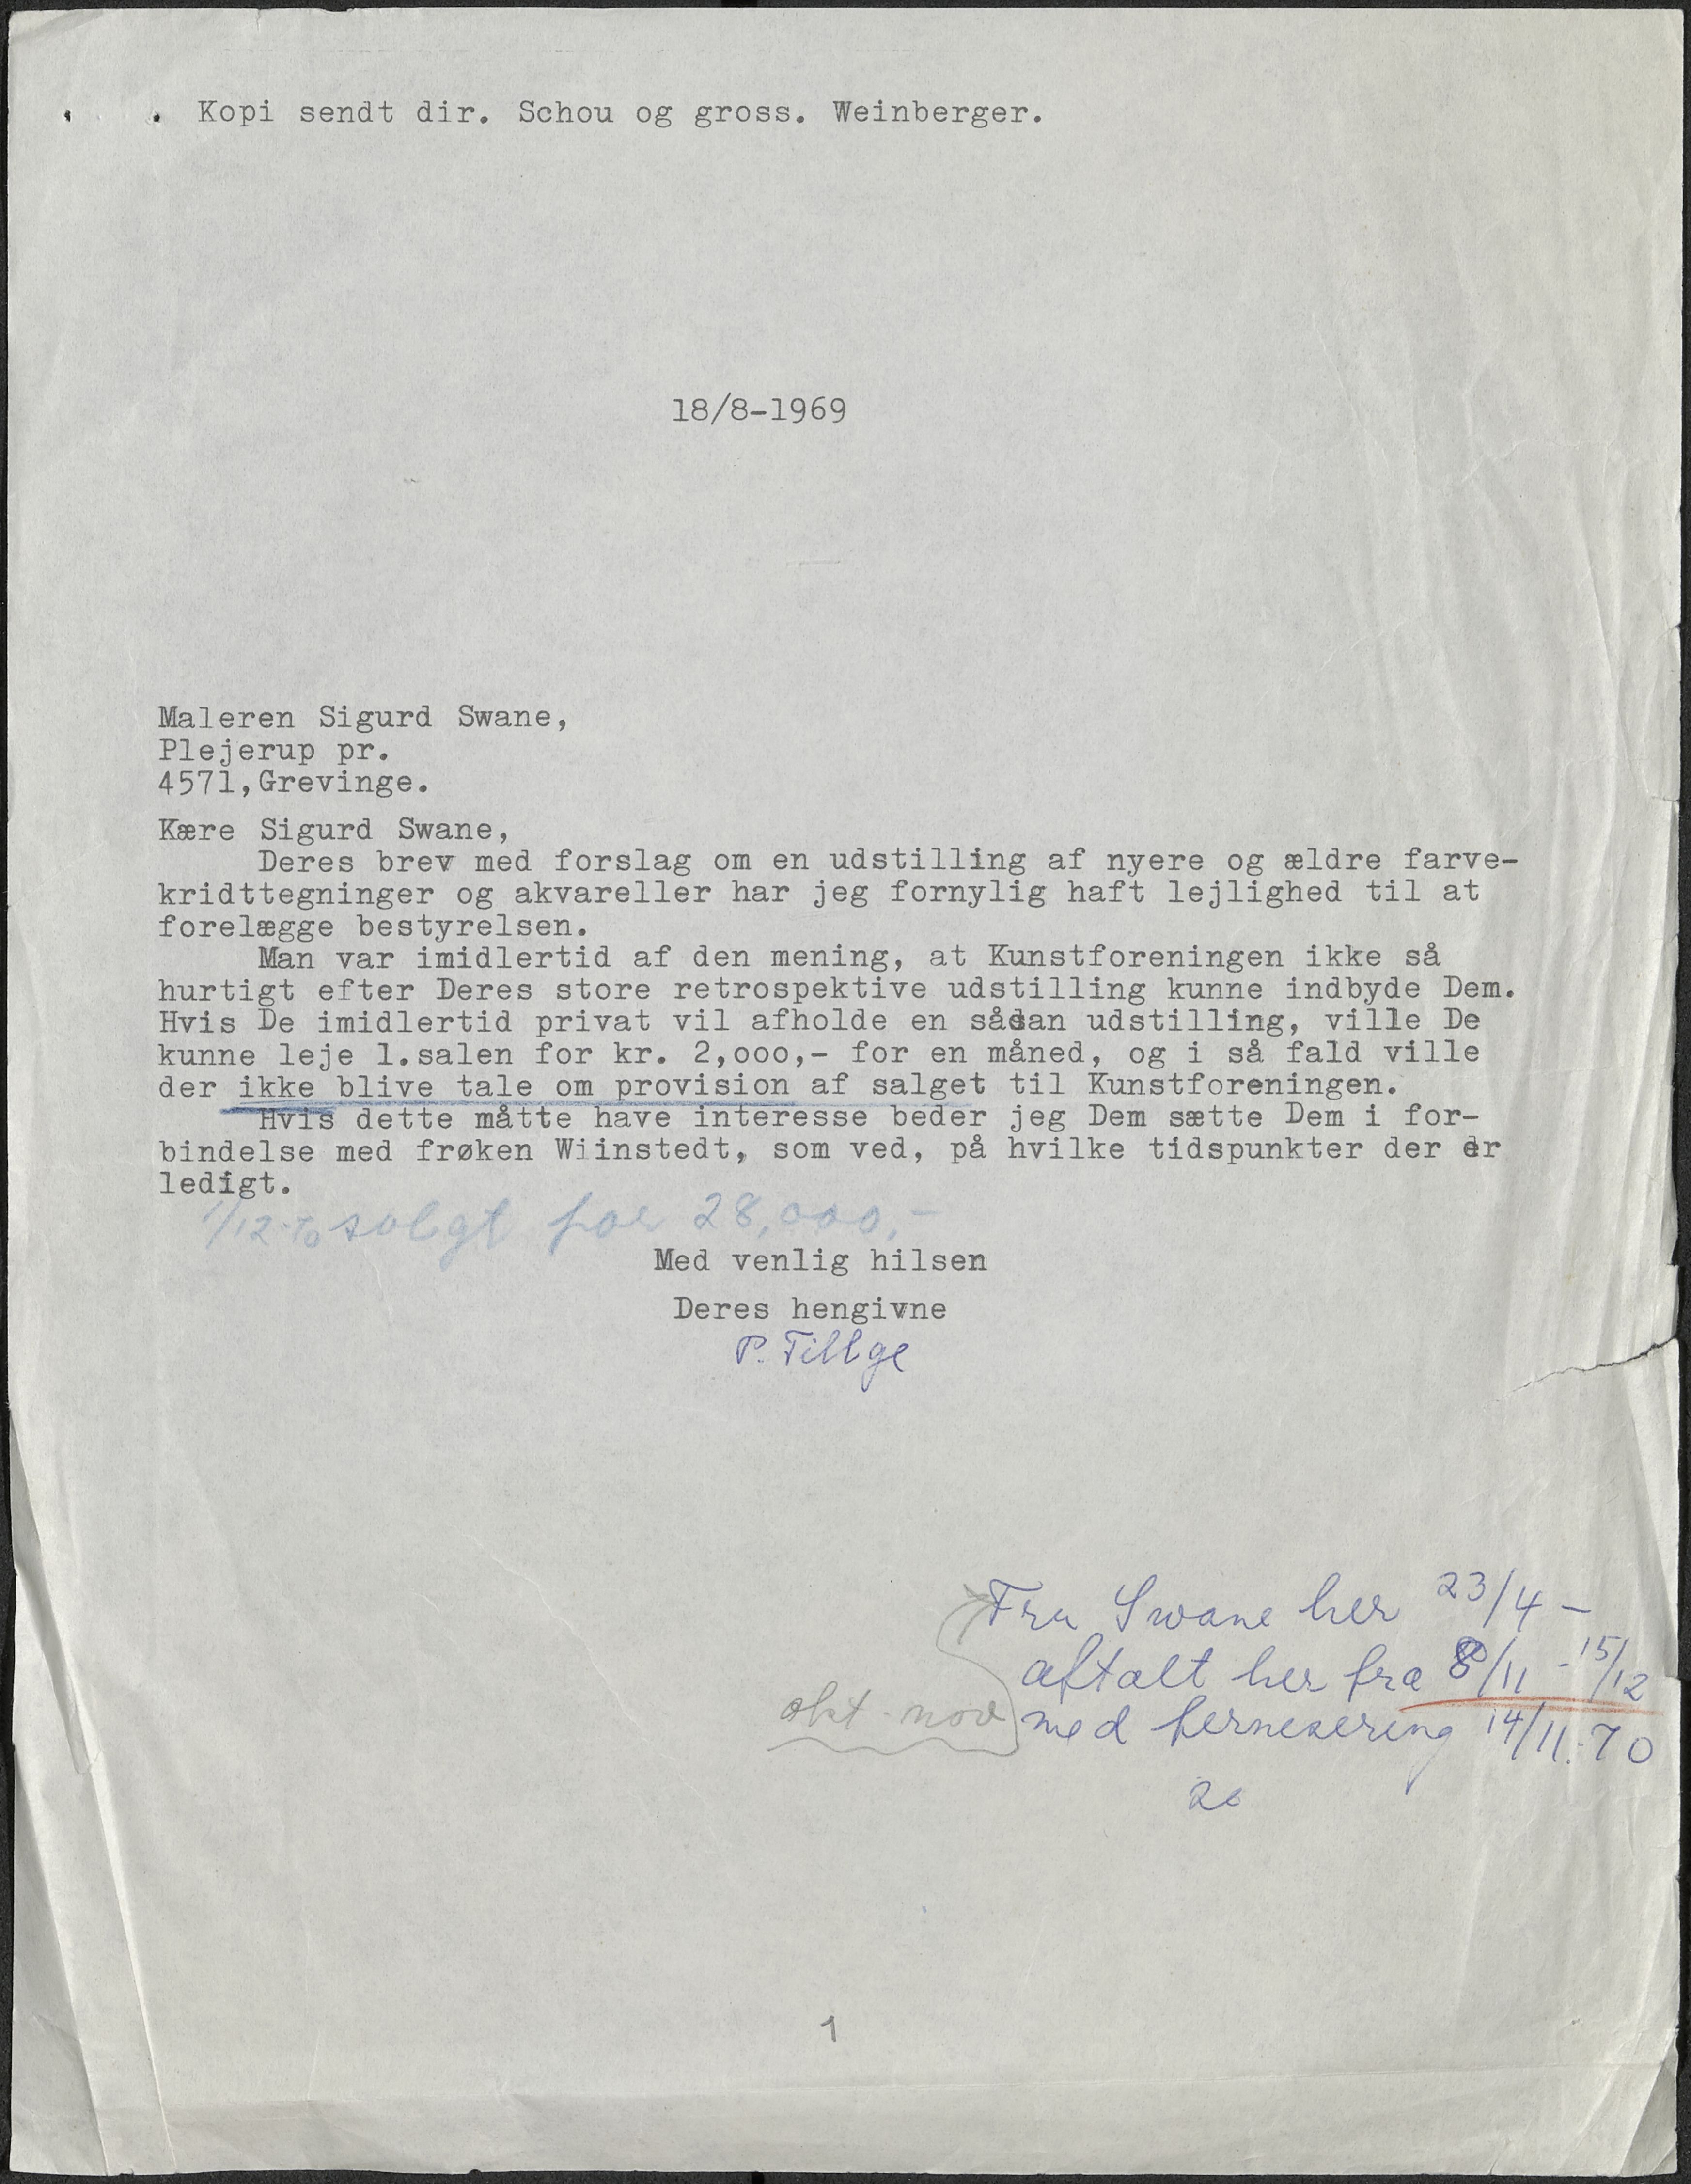 Kopi sendt dir. Schou og gross. Weinberger.
18/8-1969
Maleren Sigurd Swane,
Plejerup pr.
4571,Grevinge.
Kære Sigurd Swane,
Deres brev med forslag om en udstilling af nyere og ældre farve-
kridttegninger og akvareller har jeg fornylig haft lejlighed til at
forelægge bestyrelsen.
Man var imidlertid af den mening, at Kunstforeningen ikke så
hurtigt efter Deres store retrospektive udstilling kunne indbyde Dem.
Hvis De imidlertid privat vil afholde en sådan udstilling, ville De
kunne leje 1.salen for kr. 2,ooo,- for en måned, og i så fald ville
der ikke blive tale om provision af salget til Kunstforeningen.
Hvis dette måtte have interesse beder jeg Dem sætte Dem i for-
bindelse med frøken Wiinstedt, som ved, på hvilke tidspunkter der er
ledigt.
1/12 70 solgt for 28,000,-
Med venlig hilsen
Deres hengivne
P. Tillge
Fru Swane her 23/4 -
aftalt her fra 8/11 - 15/12
okt - nov
med fernisering 14/11.70
1